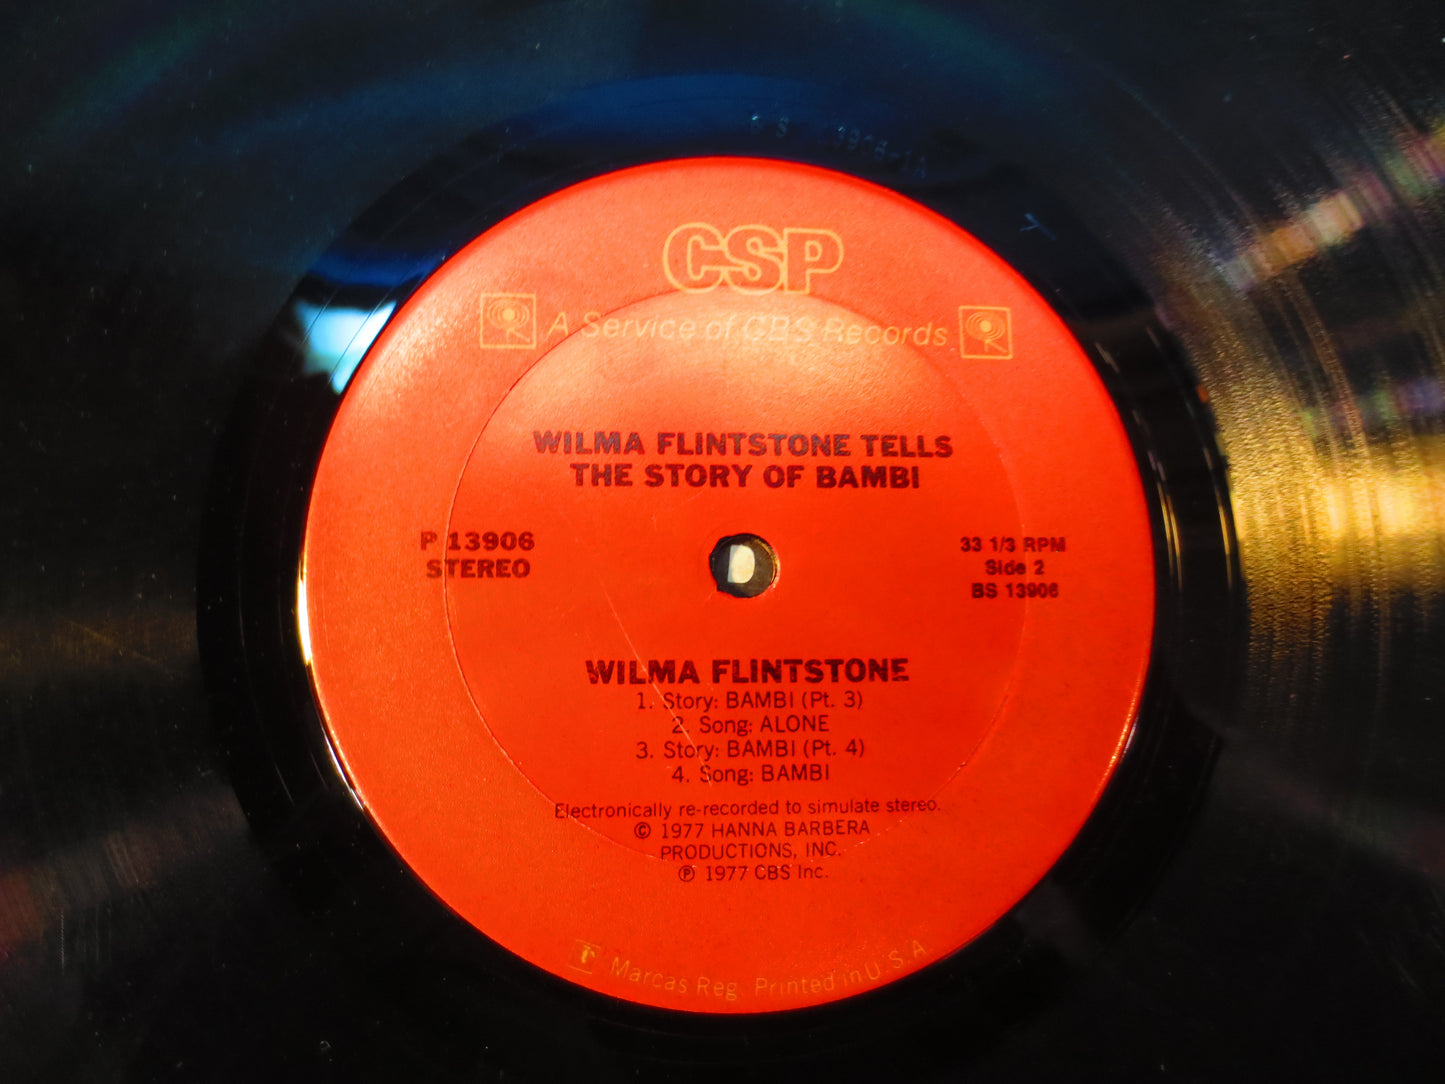 CSP
A Service of CBS Records
WILMA FLINTSTONE TELLS
THE STORY OF BAMBI
P 13906
STEREO
33 1/3 RPM
Side 2
BS 13906
WILMA FLINTSTONE
1. Story: BAMBI (Pt. 3)
2. Song: ALONE
3. Story: BAMBI (Pt. 4)
4. Song: BAMBI
Electronically re-recorded to simulate stereo.
© 1977 HANNA BARBERA
PRODUCTIONS, INC.
℗ 1977 CBS Inc.
T Marcas Reg. Printed in U.S.A